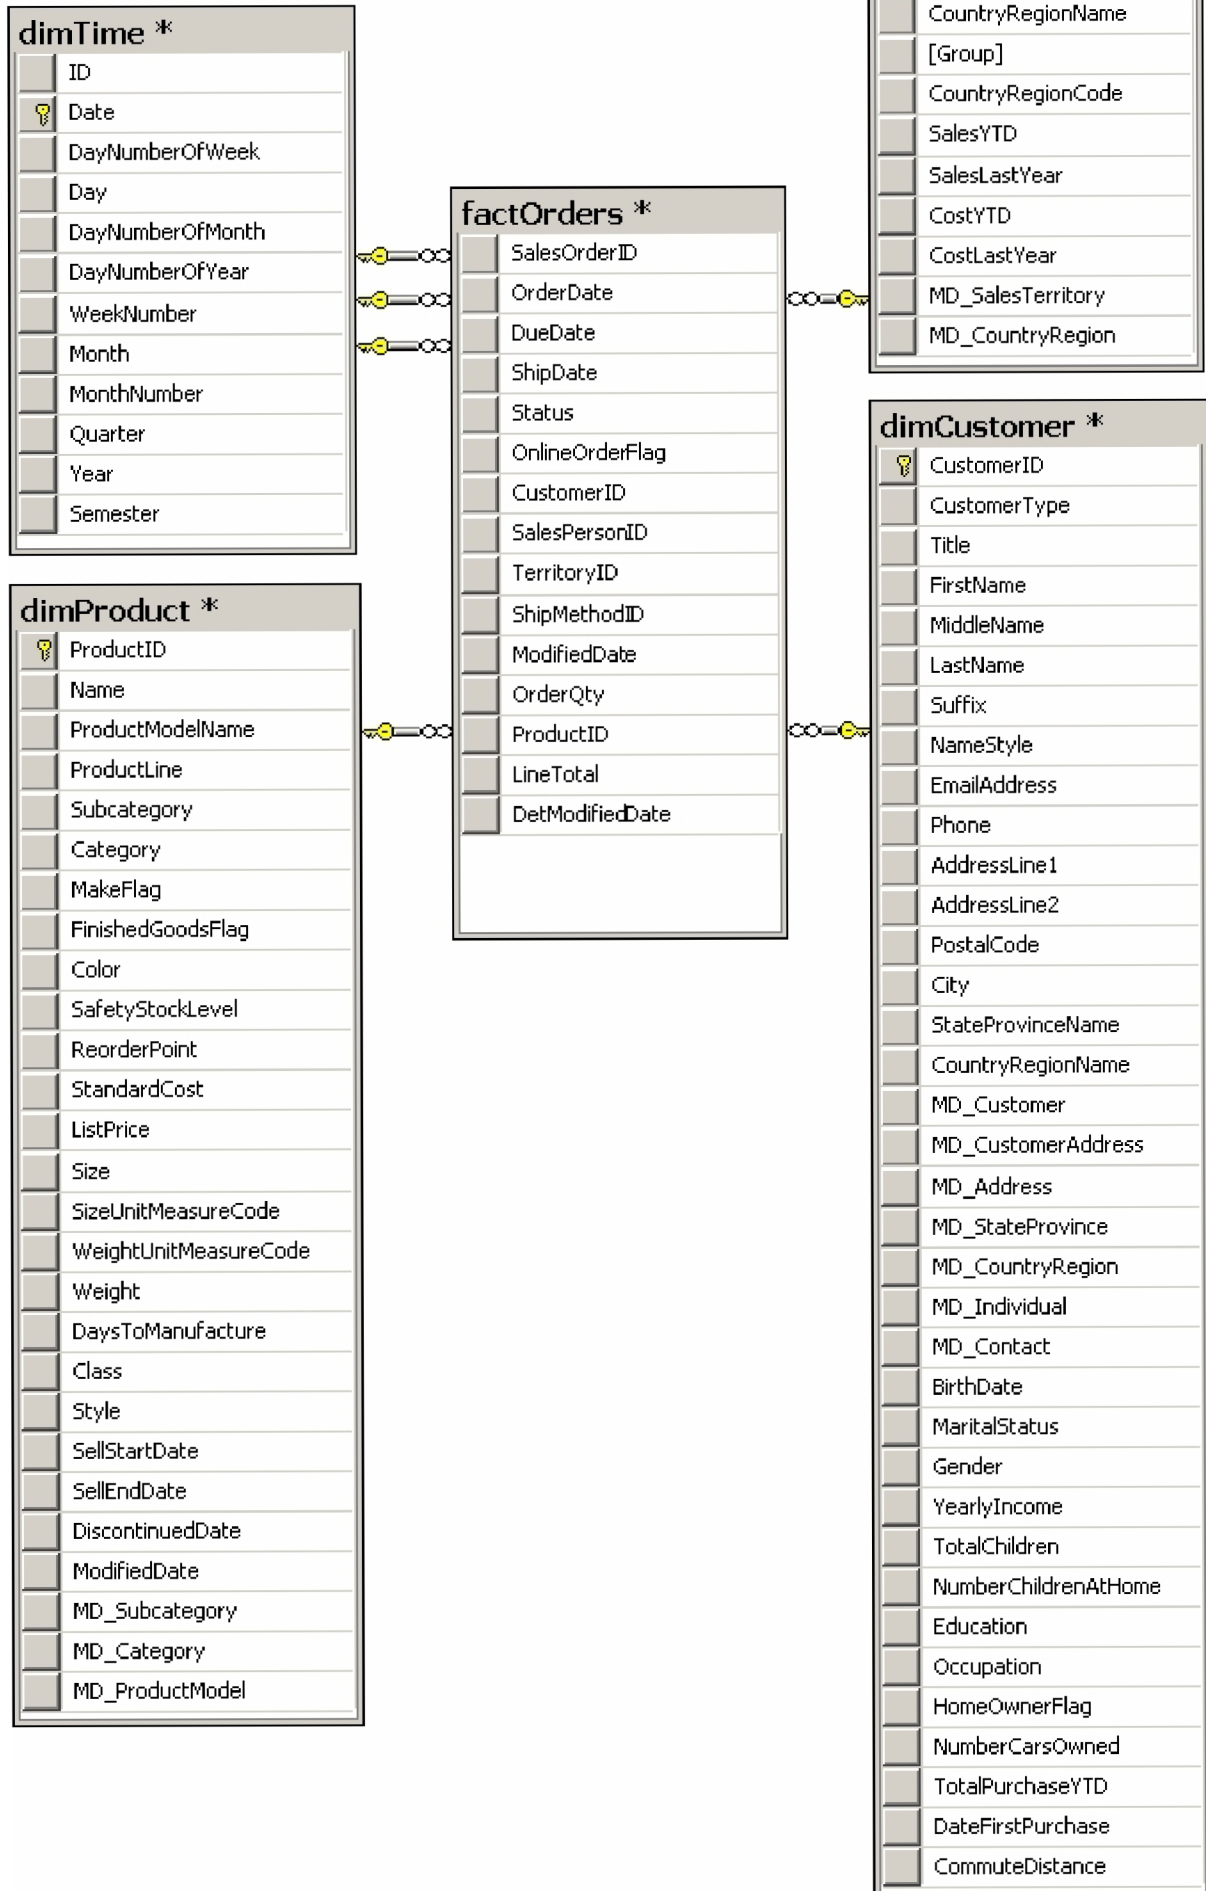 dimTime *
ID
Date
DayNumberOfWeek
Day
DayNumberOfMonth
DayNumberOfYear
WeekNumber
Month
MonthNumber
Quarter
Year
Semester
dimProduct *
ProductID
Name
ProductModelName
ProductLine
Subcategory
Category
MakeFlag
FinishedGoodsFlag
Color
SafetyStockLevel
ReorderPoint
StandardCost
ListPrice
Size
SizeUnitMeasureCode
WeightUnitMeasureCode
Weight
DaysToManufacture
Class
Style
SellStartDate
SellEndDate
DiscontinuedDate
ModifiedDate
MD_Subcategory
MD_Category
MD_ProductModel
factOrders *
SalesOrderID
OrderDate
DueDate
ShipDate
Status
OnlineOrderFlag
CustomerID
SalesPersonID
TerritoryID
ShipMethodID
ModifiedDate
OrderQty
ProductID
LineTotal
DetModifiedDate
CountryRegionName
[Group]
CountryRegionCode
SalesYTD
SalesLastYear
CostYTD
CostLastYear
MD_SalesTerritory
MD_CountryRegion
dimCustomer *
CustomerID
CustomerType
Title
FirstName
MiddleName
LastName
Suffix
NameStyle
EmailAddress
Phone
AddressLine1
AddressLine2
PostalCode
City
StateProvinceName
CountryRegionName
MD_Customer
MD_CustomerAddress
MD_Address
MD_StateProvince
MD_CountryRegion
MD_Individual
MD_Contact
BirthDate
MaritalStatus
Gender
YearlyIncome
TotalChildren
NumberChildrenAtHome
Education
Occupation
HomeOwnerFlag
NumberCarsOwned
TotalPurchaseYTD
DateFirstPurchase
CommuteDistance